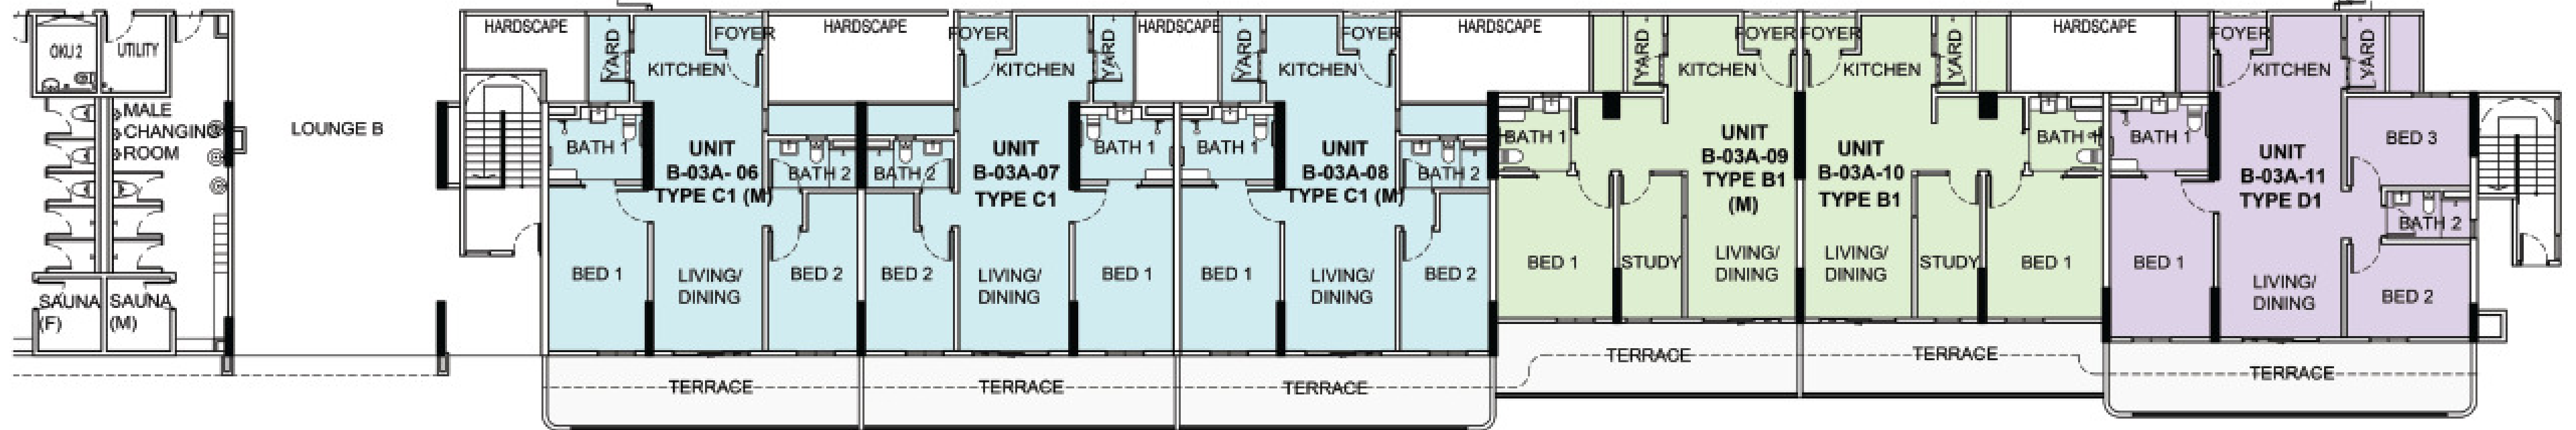 OKU 2
UTILITY
MALE
CHANGING
ROOM
SAUNA
(F)
SAUNA
(M)
LOUNGE B
HARDSCAPE
YARD
FOYER
KITCHEN
BATH 1
UNIT
B-03A- 06
TYPE C1 (M)
BATH 2
BED 1
LIVING/
DINING
BED 2
TERRACE
HARDSCAPE
FOYER
YARD
KITCHEN
BATH 2
UNIT
B-03A-07
TYPE C1
BATH 1
BED 2
LIVING/
DINING
BED 1
TERRACE
HARDSCAPE
YARD
FOYER
KITCHEN
BATH 1
UNIT
B-03A-08
TYPE C1 (M)
BATH 2
BED 1
LIVING/
DINING
BED 2
TERRACE
HARDSCAPE
YARD
FOYER
KITCHEN
BATH 1
UNIT
B-03A-09
TYPE B1
(M)
BED 1
STUDY
LIVING/
DINING
TERRACE
FOYER
YARD
KITCHEN
UNIT
B-03A-10
TYPE B1
BATH 1
LIVING/
DINING
STUDY
BED 1
TERRACE
HARDSCAPE
FOYER
YARD
KITCHEN
BATH 1
BED 3
UNIT
B-03A-11
TYPE D1
BATH 2
BED 1
LIVING/
DINING
BED 2
TERRACE